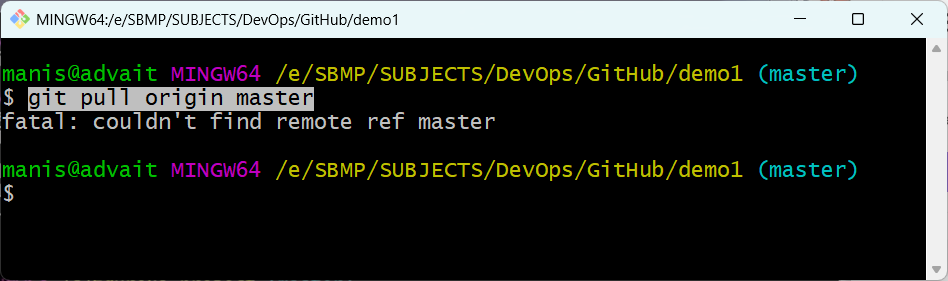 MINGW64:/e/SBMP/SUBJECTS/DevOps/GitHub/demo1
manis@advait MINGW64 /e/SBMP/SUBJECTS/DevOps/GitHub/demo1 (master)
$ git pull origin master
fatal: couldn't find remote ref master
manis@advait MINGW64 /e/SBMP/SUBJECTS/DevOps/GitHub/demo1 (master)
$